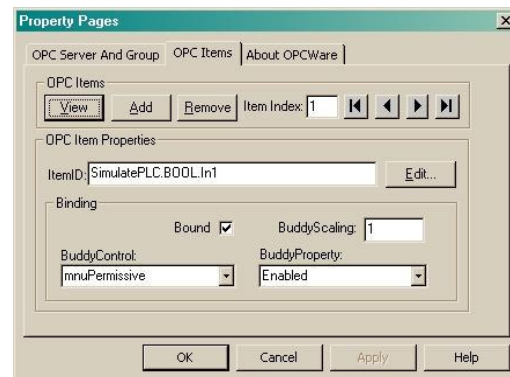 Property Pages
OPC Server And Group OPC Items About OPCWare
OPC Items
View Add Remove Item Index: 1
OPC Item Properties
ItemID: SimulatePLC.BOOL.In1 Edit...
Binding
Bound BuddyScaling: 1
BuddyControl: BuddyProperty:
mnuPermissive Enabled
OK Cancel Apply Help